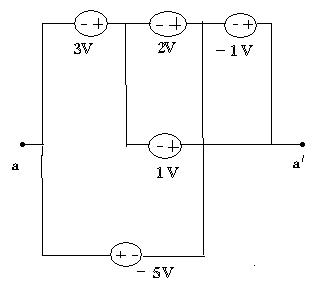 - + - + - +
3V 2V - 1 V
- +
a a′
1 V
+ -
- 5V